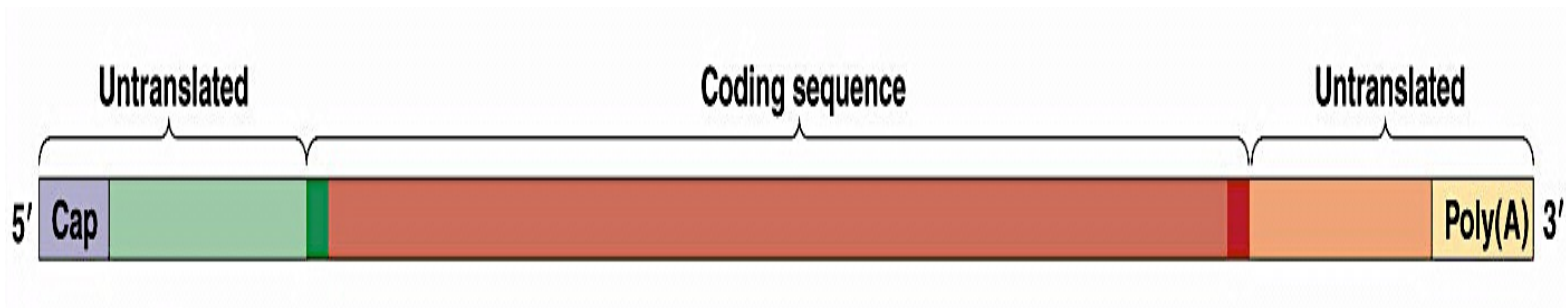 Untranslated
Coding sequence
Untranslated
5′ Cap Poly(A) 3′